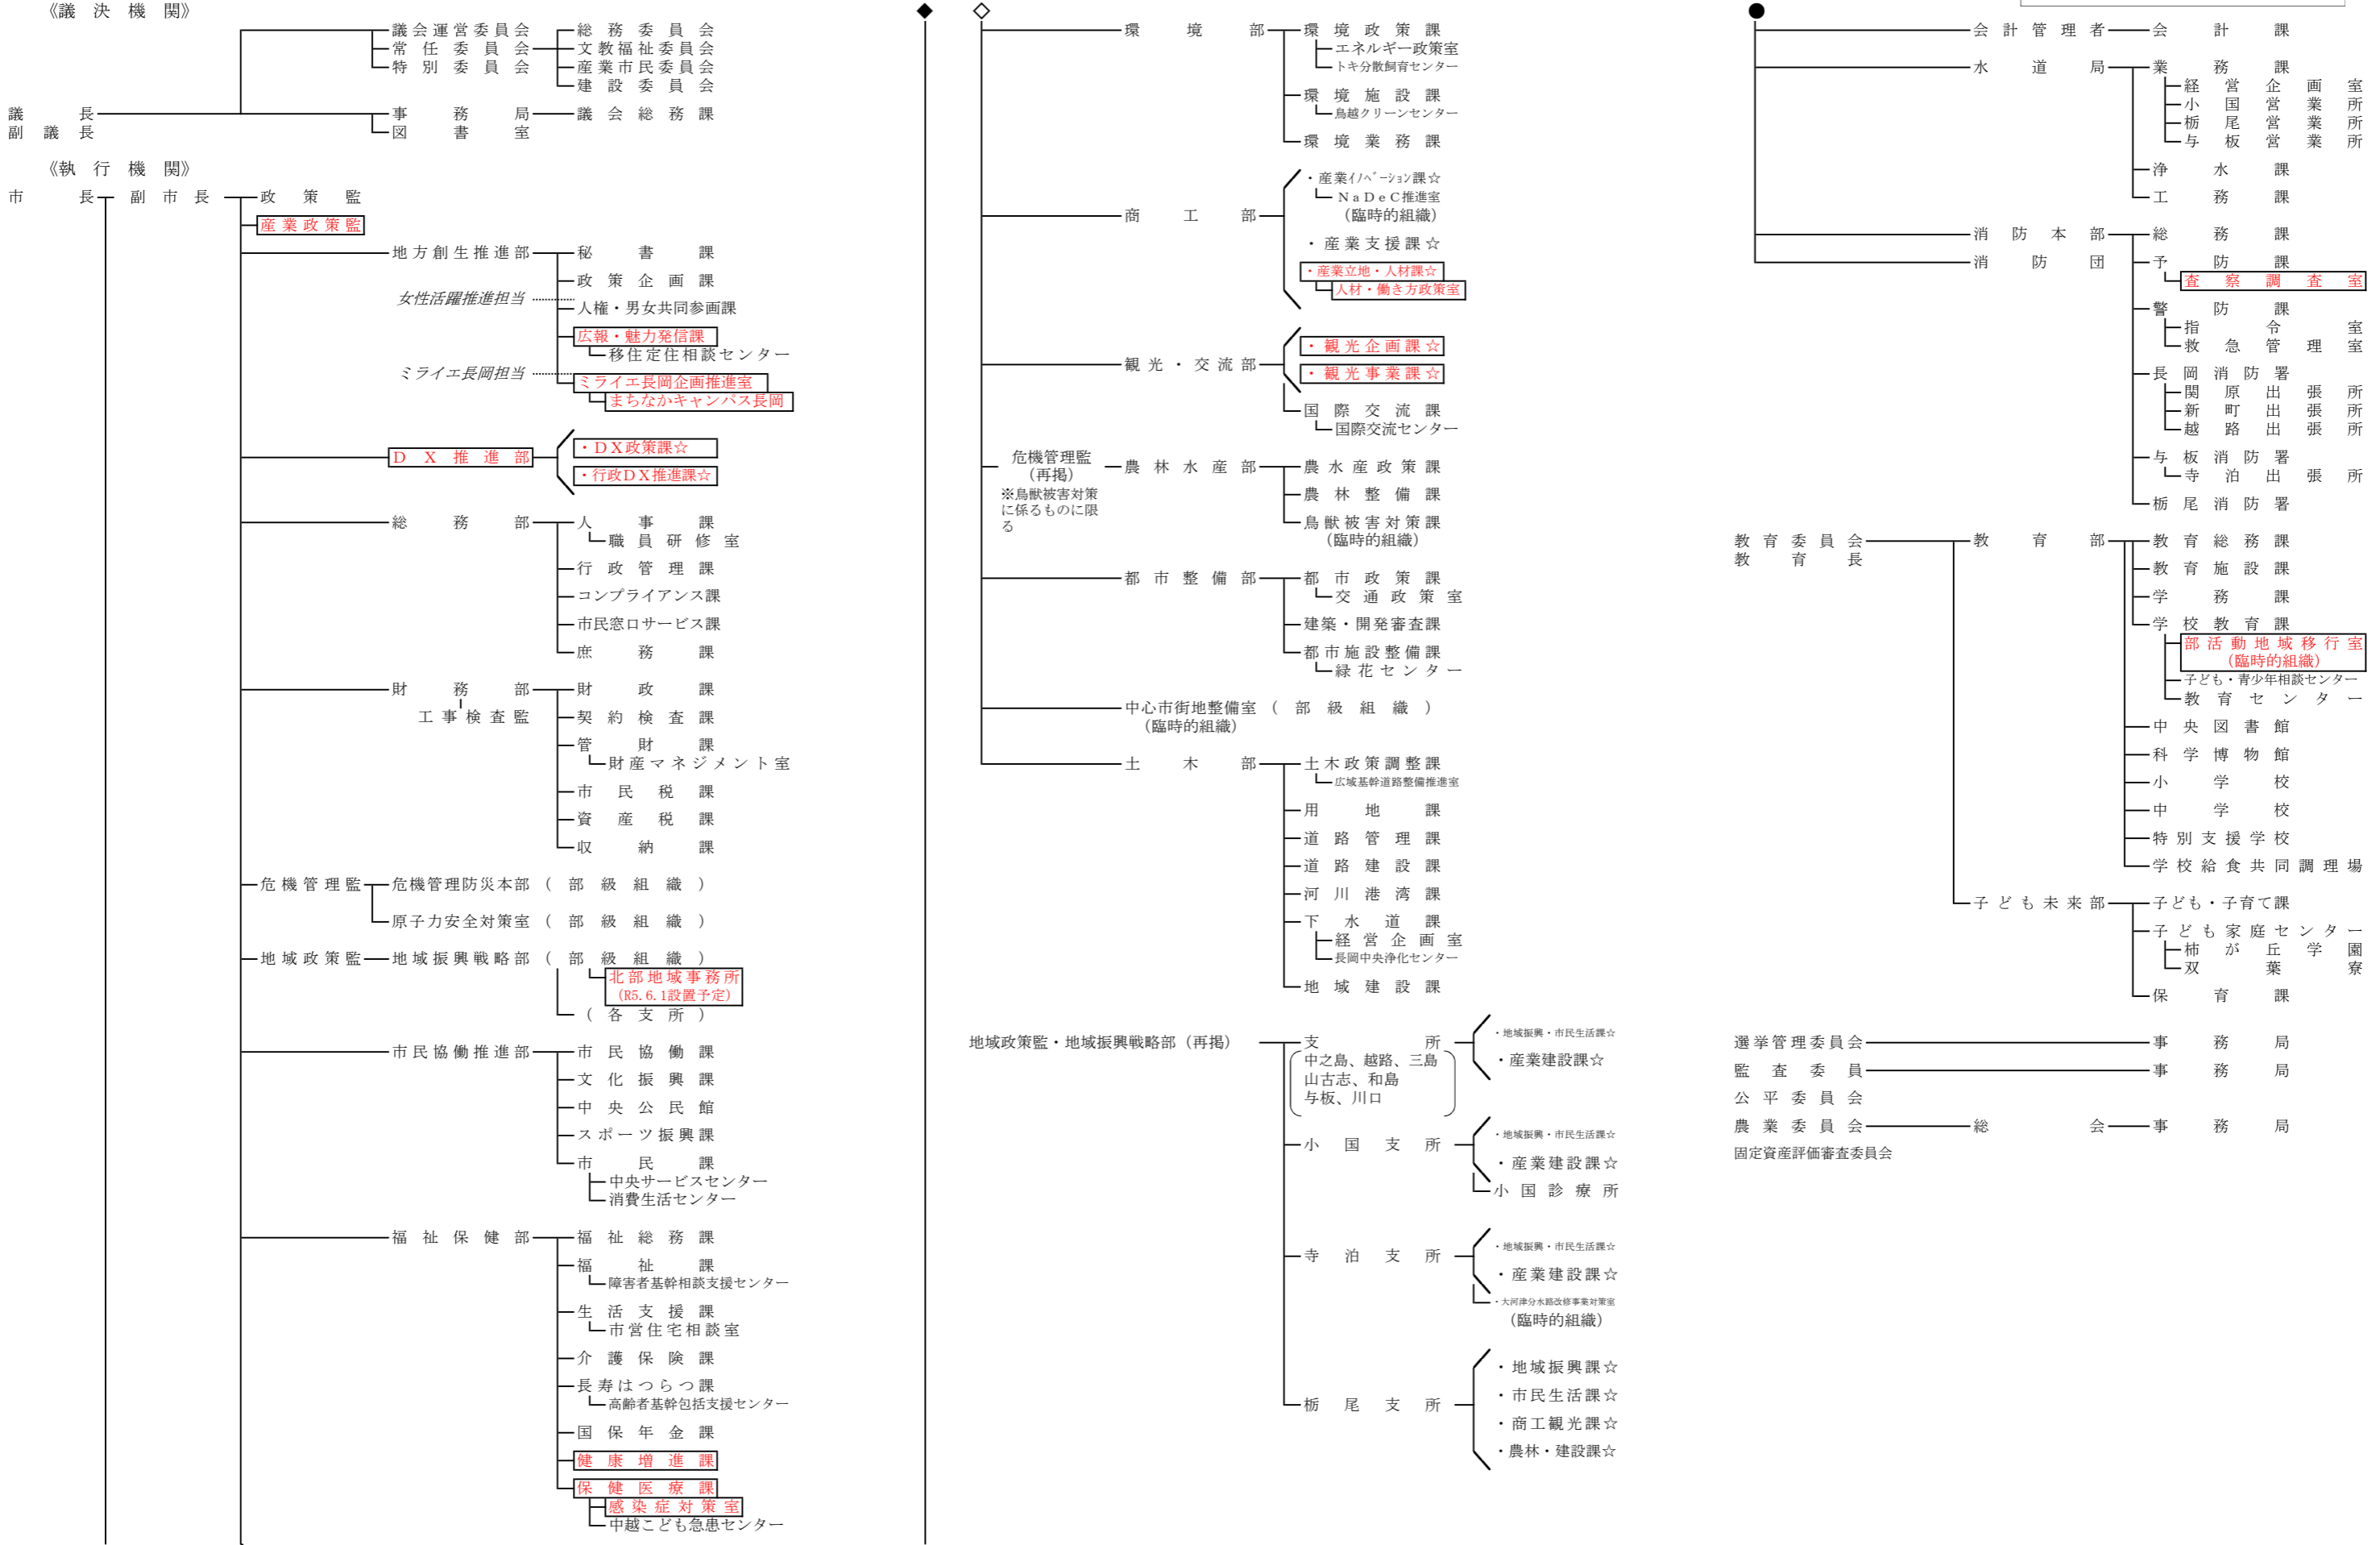 《議決機関》
議会運営委員会
常任委員会
特別委員会
総務委員会
文教福祉委員会
産業市民委員会
建設委員会
議長
副議長
事務局
図書室
議会総務課
《執行機関》
市長
副市長
政策監
産業政策監
地方創生推進部
秘書課
政策企画課
女性活躍推進担当
人権・男女共同参画課
広報・魅力発信課
移住定住相談センター
ミライエ長岡担当
ミライエ長岡企画推進室
まちなかキャンパス長岡
DX推進部
・DX政策課☆
・行政DX推進課☆
総務部
人事課
職員研修室
行政管理課
コンプライアンス課
市民窓口サービス課
庶務課
財務部
工事検査監
財政課
契約検査課
管財課
財産マネジメント室
市民税課
資産税課
収納課
危機管理監
危機管理防災本部(部級組織)
原子力安全対策室(部級組織)
地域政策監
地域振興戦略部(部級組織)
北部地域事務所
(R5.6.1設置予定)
(各支所)
市民協働推進部
市民協働課
文化振興課
中央公民館
スポーツ振興課
市民課
中央サービスセンター
消費生活センター
福祉保健部
福祉総務課
福祉課
障害者基幹相談支援センター
生活支援課
市営住宅相談室
介護保険課
長寿はつらつ課
高齢者基幹包括支援センター
国保年金課
健康増進課
保健医療課
感染症対策室
中越こども急患センター
◆
◇
環境部
環境政策課
エネルギー政策室
トキ分散飼育センター
環境施設課
鳥越クリーンセンター
環境業務課
商工部
・産業イノベーション課☆
NaDeC推進室
(臨時的組織)
・産業支援課☆
・産業立地・人材課☆
人材・働き方政策室
観光・交流部
・観光企画課☆
・観光事業課☆
国際交流課
国際交流センター
危機管理監
(再掲)
※鳥獣被害対策
に係るものに限
る
農林水産部
農水産政策課
農林整備課
鳥獣被害対策課
(臨時的組織)
都市整備部
都市政策課
交通政策室
建築・開発審査課
都市施設整備課
緑花センター
中心市街地整備室(部級組織)
(臨時的組織)
土木部
土木政策調整課
広域基幹道路整備推進室
用地課
道路管理課
道路建設課
河川港湾課
下水道課
経営企画室
長岡中央浄化センター
地域建設課
地域政策監・地域振興戦略部(再掲)
支所
中之島、越路、三島
山古志、和島
与板、川口
・地域振興・市民生活課☆
・産業建設課☆
小国支所
・地域振興・市民生活課☆
・産業建設課☆
小国診療所
寺泊支所
・地域振興・市民生活課☆
・産業建設課☆
・大河津分水路改修事業対策室
(臨時的組織)
栃尾支所
・地域振興課☆
・市民生活課☆
・商工観光課☆
・農林・建設課☆
●
会計管理者
会計課
水道局
業務課
経営企画室
小国営業所
栃尾営業所
与板営業所
浄水課
工務課
消防本部
消防団
総務課
予防課
査察調査室
警防課
指令室
救急管理室
長岡消防署
関原出張所
新町出張所
越路出張所
与板消防署
寺泊出張所
栃尾消防署
教育委員会
教育長
教育部
教育総務課
教育施設課
学務課
学校教育課
部活動地域移行室
(臨時的組織)
子ども・青少年相談センター
教育センター
中央図書館
科学博物館
小学校
中学校
特別支援学校
学校給食共同調理場
子ども未来部
子ども・子育て課
子ども家庭センター
柿が丘学園
双葉寮
保育課
選挙管理委員会
事務局
監査委員
事務局
公平委員会
農業委員会
総会
事務局
固定資産評価審査委員会